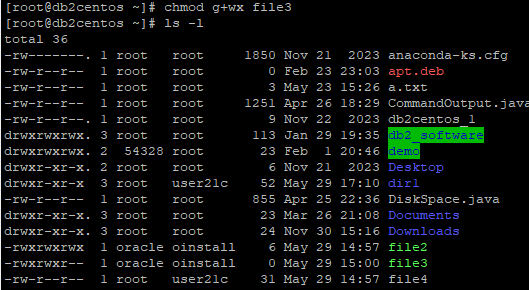 [root@db2centos ~]# chmod g+wx file3
[root@db2centos ~]# ls -l
total 36
-rw-------. 1 root   root     1850 Nov 21  2023 anaconda-ks.cfg
-rw-r--r--  1 root   root        0 Feb 23 23:03 apt.deb
-rw-r--r--  1 root   root        3 May 23 15:26 a.txt
-rw-r--r--  1 root   root     1251 Apr 26 18:29 CommandOutput.java
-rw-r--r--. 1 root   root        9 Nov 22  2023 db2centos_l
drwxrwxrwx. 3 root   root      113 Jan 29 19:35 db2_software
drwxrwxrwx. 2  54328 root       23 Feb  1 20:46 demo
drwxr-xr-x. 2 root   root        6 Nov 21  2023 Desktop
drwxr-xr-x  3 root   user2lc    52 May 29 17:10 dir1
-rw-r--r--  1 root   root      855 Apr 25 22:36 DiskSpace.java
drwxr-xr-x. 3 root   root       23 Mar 26 21:08 Documents
drwxr-xr-x. 3 root   root       24 Nov 30 15:16 Downloads
-rwxrwxrwx  1 oracle oinstall    6 May 29 14:57 file2
-rwxrwxr-x  1 oracle oinstall    0 May 29 15:00 file3
-rw-r--r--  1 root   user2lc    31 May 29 14:57 file4